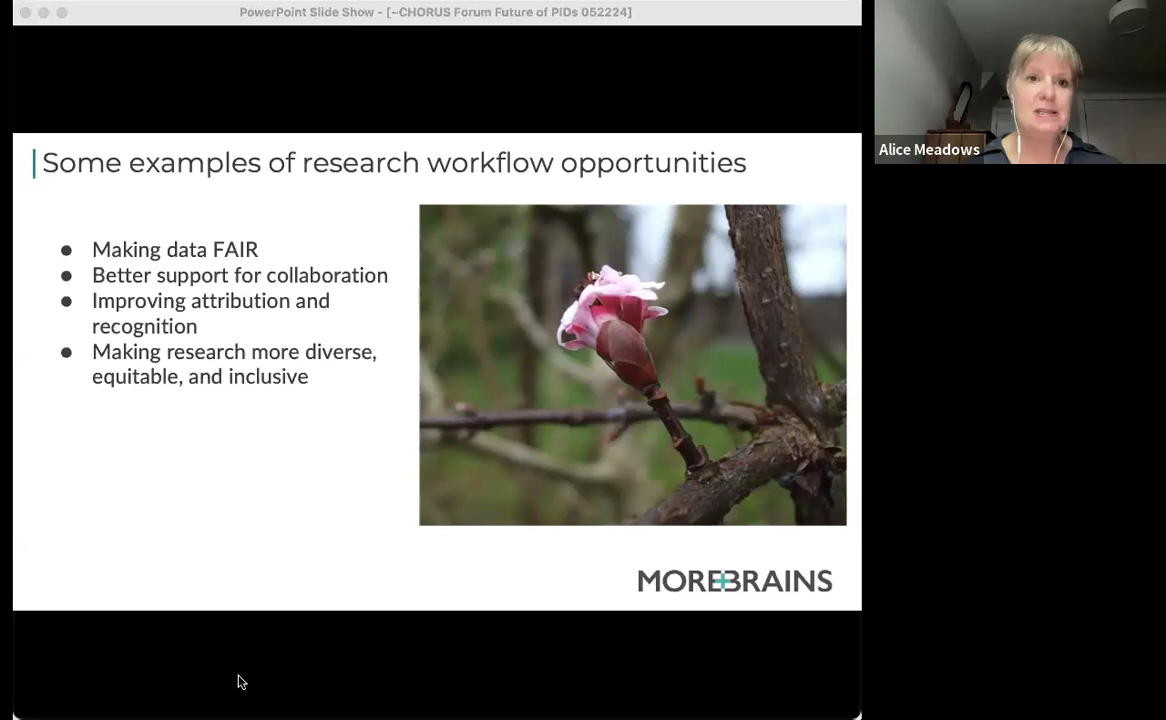 PowerPoint Slide Show - [~CHORUS Forum Future of PIDs 052224]
Some examples of research workflow opportunities
● Making data FAIR
● Better support for collaboration
● Improving attribution and
recognition
● Making research more diverse,
equitable, and inclusive
MORE+BRAINS
Alice Meadows